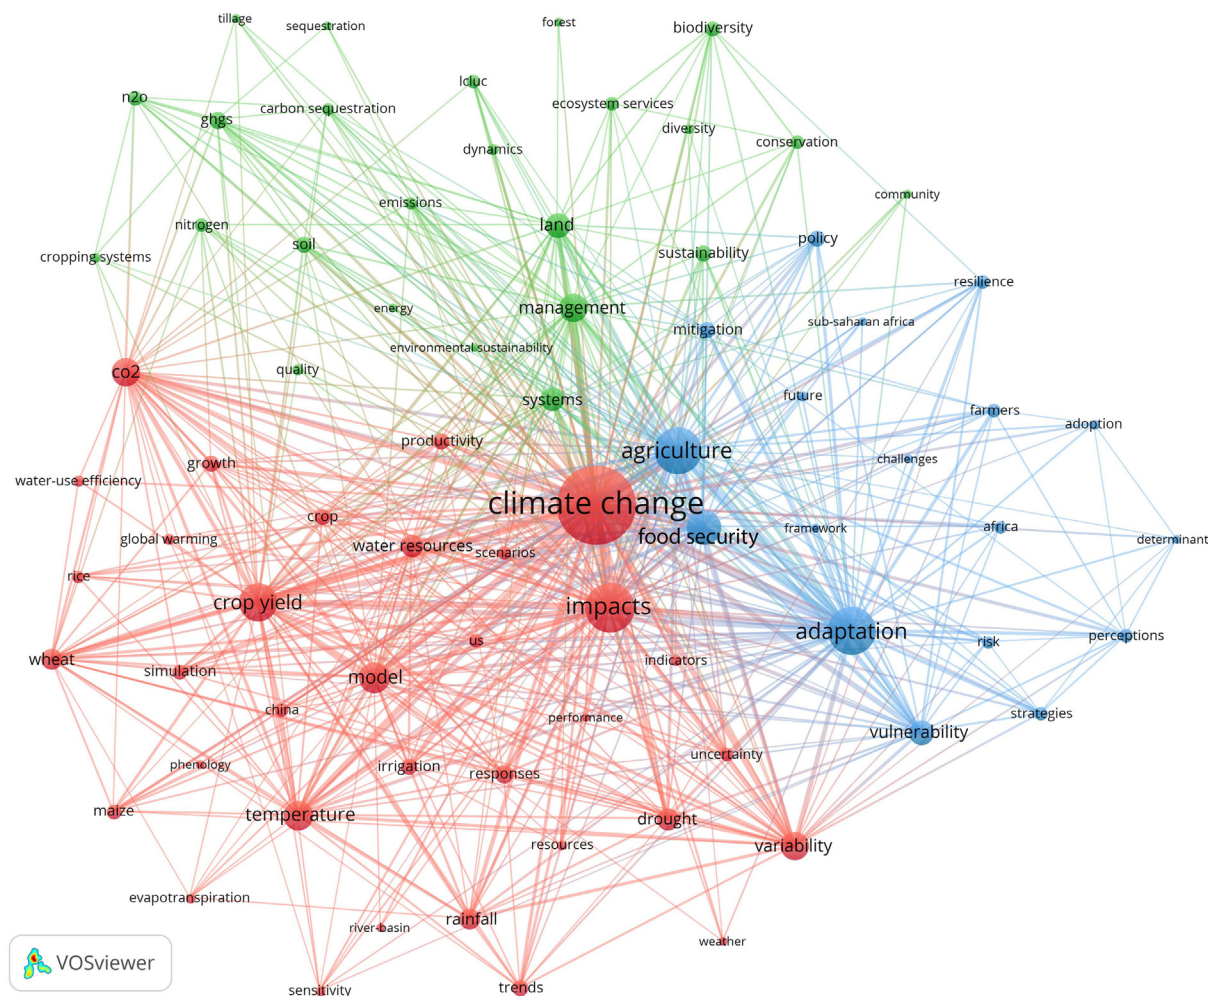 tillage
sequestration
forest
biodiversity
n2o
ghgs
carbon sequestration
lcluc
ecosystem services
diversity
conservation
dynamics
community
nitrogen
emissions
land
policy
cropping systems
soil
sustainability
resilience
energy
management
mitigation
sub-saharan africa
environmental sustainability
co2
quality
systems
future
farmers
adoption
productivity
agriculture
challenges
growth
water-use efficiency
climate change
crop
global warming
water resources
scenarios
food security
framework
africa
determinant
rice
crop yield
impacts
adaptation
perceptions
wheat
simulation
us
indicators
risk
model
china
performance
strategies
vulnerability
phenology
irrigation
responses
uncertainty
maize
temperature
drought
variability
resources
evapotranspiration
river-basin
rainfall
weather
VOSviewer
sensitivity
trends